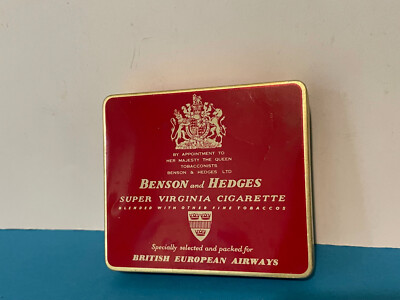 BY APPOINTMENT TO
HER MAJESTY THE QUEEN
TOBACCONISTS
BENSON & HEDGES LTD
BENSON and HEDGES
SUPER VIRGINIA CIGARETTE
BLENDED WITH OTHER FINE TOBACCOS
Specially selected and packed for
BRITISH EUROPEAN AIRWAYS